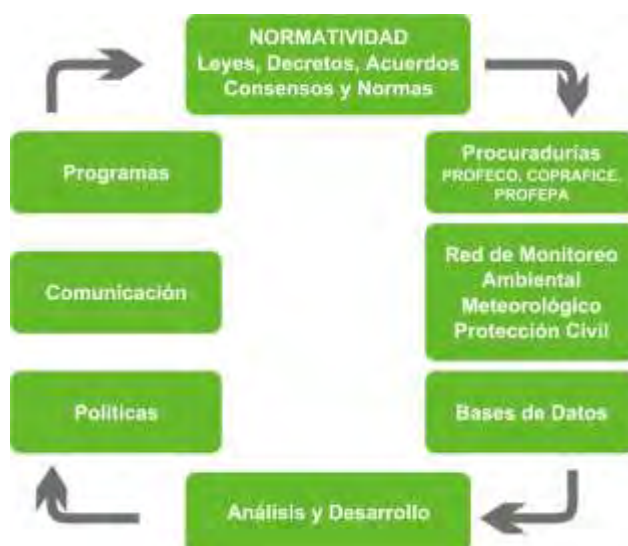 NORMATIVIDAD
Leyes, Decretos, Acuerdos
Consensos y Normas
Programas
Procuradurías
PROFECO, COPRAFICE,
PROFEPA
Comunicación
Red de Monitoreo
Ambiental
Meteorológico
Protección Civil
Políticas
Bases de Datos
Análisis y Desarrollo